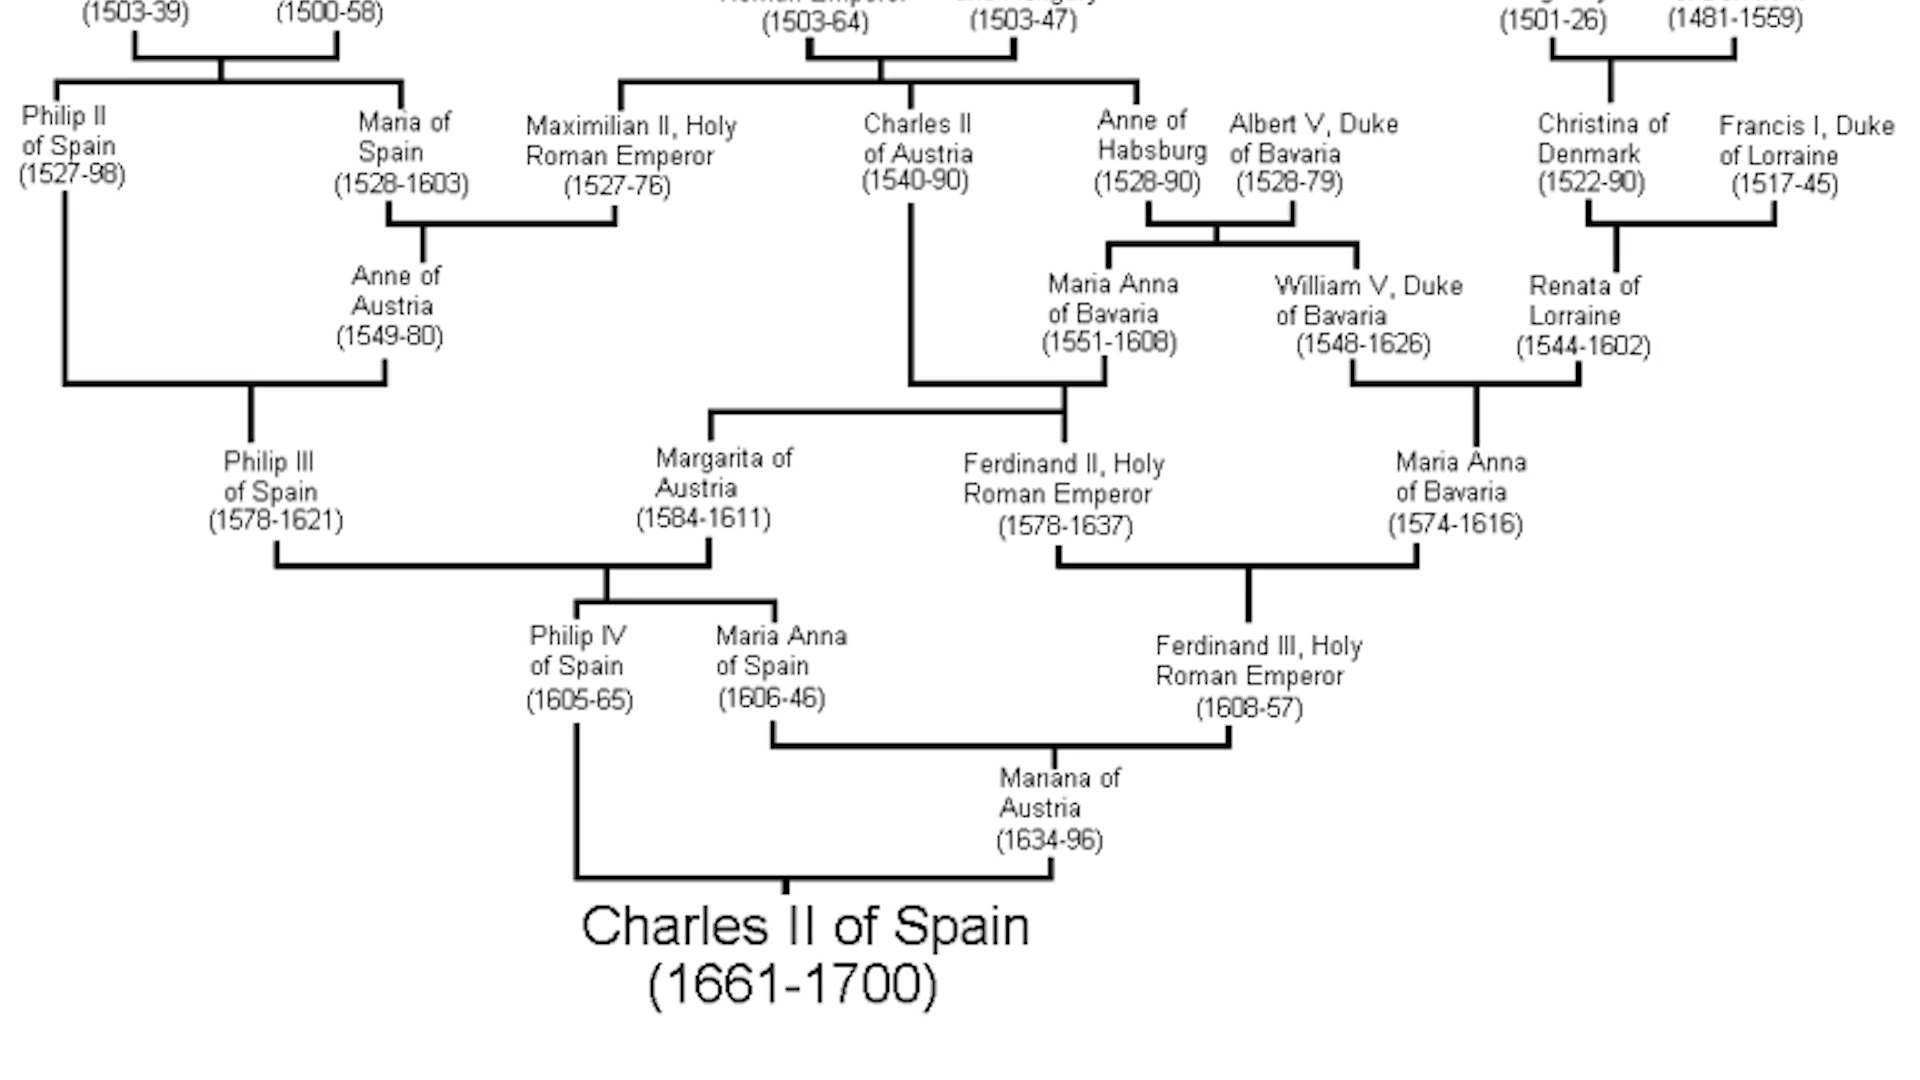 (1503-39)
(1500-58)
(1503-64)
(1503-47)
(1501-26)
(1481-1559)
Philip II
of Spain
(1527-98)
Maria of
Spain
(1528-1603)
Maximilian II, Holy
Roman Emperor
(1527-76)
Charles II
of Austria
(1540-90)
Anne of
Habsburg
(1528-90)
Albert V, Duke
of Bavaria
(1528-79)
Christina of
Denmark
(1522-90)
Francis I, Duke
of Lorraine
(1517-45)
Anne of
Austria
(1549-80)
Maria Anna
of Bavaria
(1551-1608)
William V, Duke
of Bavaria
(1548-1626)
Renata of
Lorraine
(1544-1602)
Philip III
of Spain
(1578-1621)
Margarita of
Austria
(1584-1611)
Ferdinand II, Holy
Roman Emperor
(1578-1637)
Maria Anna
of Bavaria
(1574-1616)
Philip IV
of Spain
(1605-65)
Maria Anna
of Spain
(1606-46)
Ferdinand III, Holy
Roman Emperor
(1608-57)
Mariana of
Austria
(1634-96)
Charles II of Spain
(1661-1700)